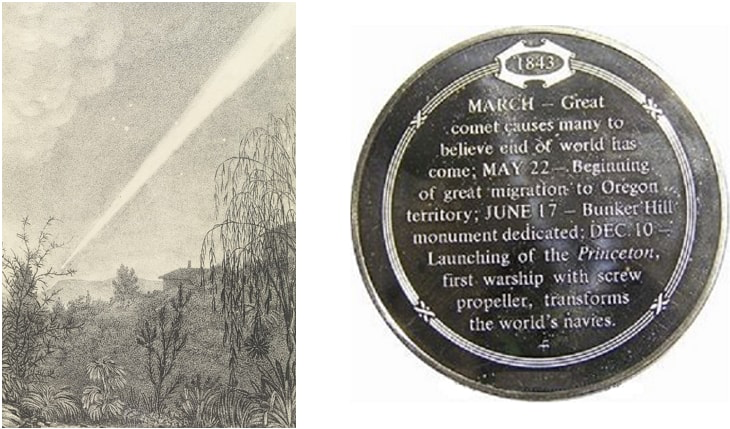 1843
MARCH – Great
comet causes many to
believe end of world has
come; MAY 22 – Beginning
of great migration to Oregon
territory; JUNE 17 – Bunker Hill
monument dedicated; DEC. 10 –
Launching of the Princeton,
first warship with screw
propeller, transforms
the world's navies.